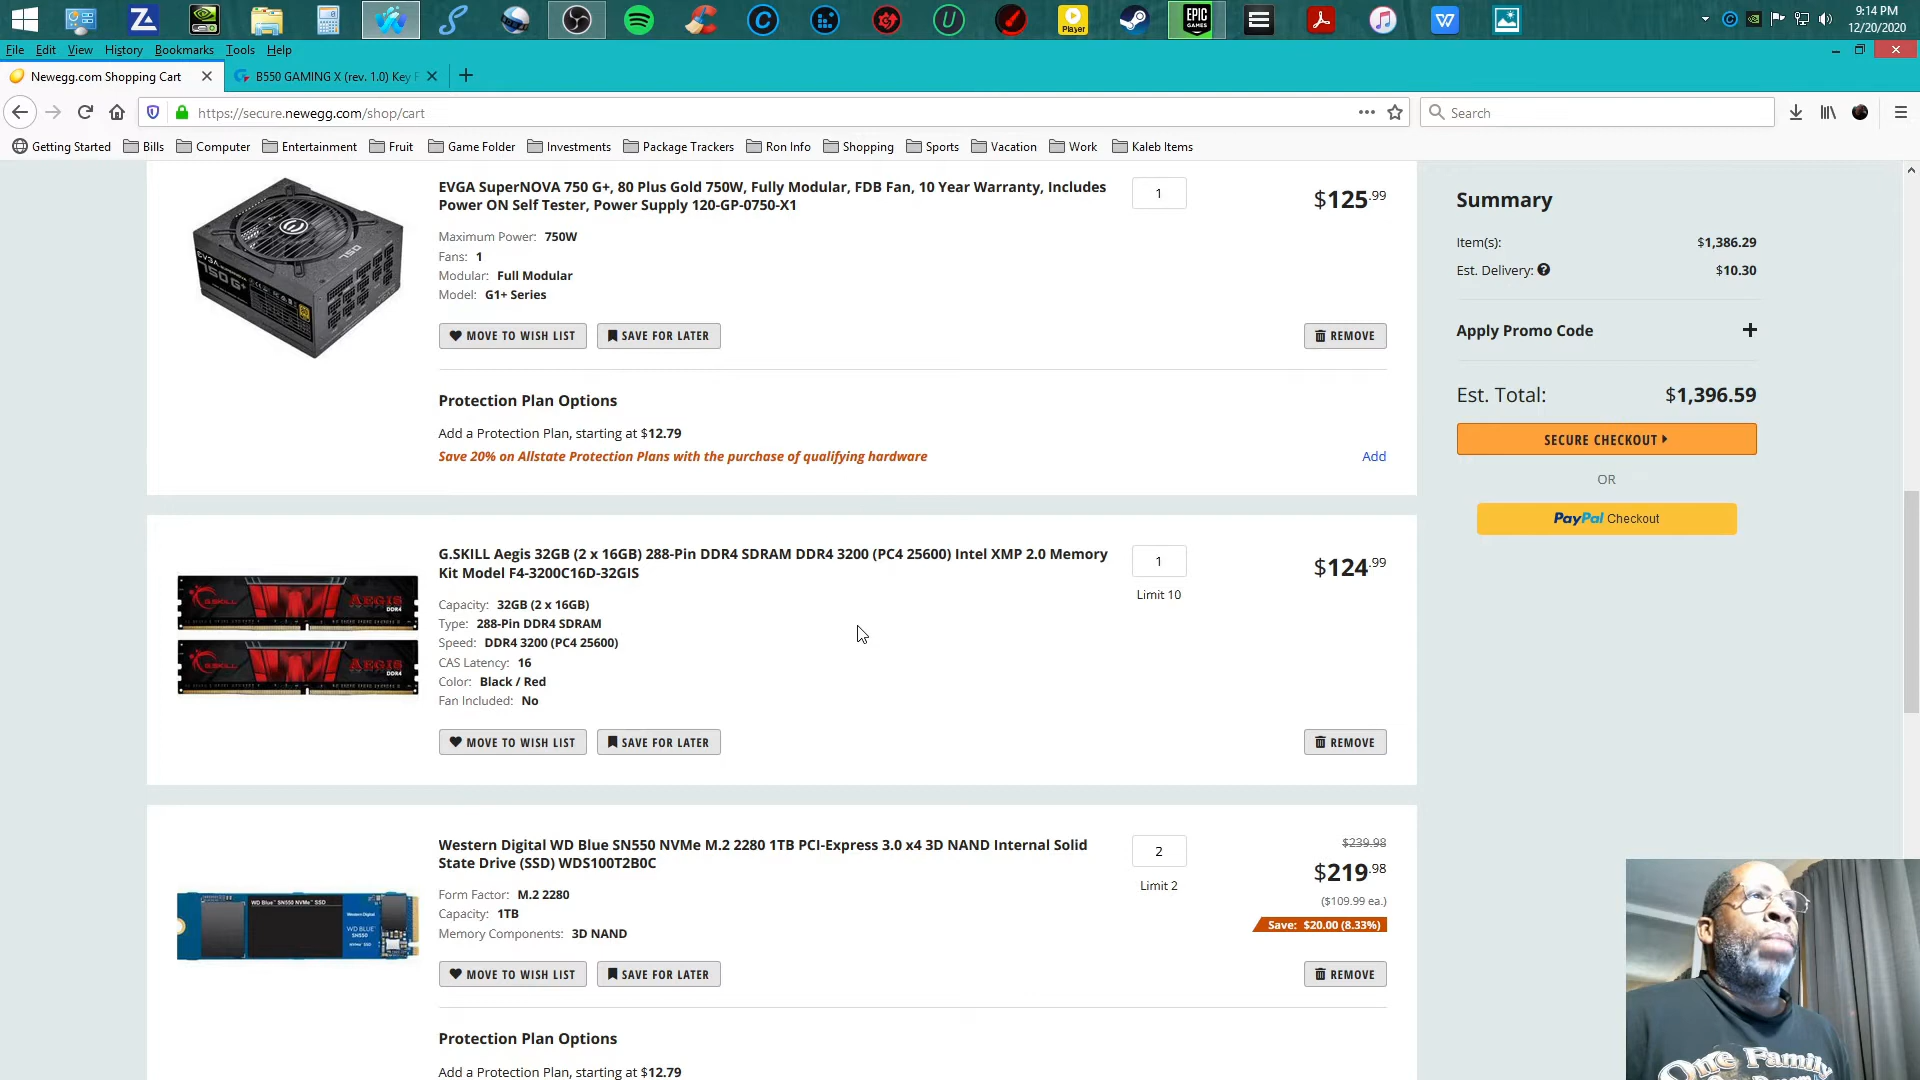 9:14 PM
12/20/2020
File Edit View History Bookmarks Tools Help
Newegg.com Shopping Cart
B550 GAMING X (rev. 1.0) Key F
https://secure.newegg.com/shop/cart
Search
Getting Started Bills Computer Entertainment Fruit Game Folder Investments Package Trackers Ron Info Shopping Sports Vacation Work Kaleb Items
EVGA SuperNOVA 750 G+, 80 Plus Gold 750W, Fully Modular, FDB Fan, 10 Year Warranty, Includes
Power ON Self Tester, Power Supply 120-GP-0750-X1
1
$125.99
Maximum Power: 750W
Fans: 1
Modular: Full Modular
Model: G1+ Series
MOVE TO WISH LIST SAVE FOR LATER REMOVE
Protection Plan Options
Add a Protection Plan, starting at $12.79
Save 20% on Allstate Protection Plans with the purchase of qualifying hardware Add
G.SKILL Aegis 32GB (2 x 16GB) 288-Pin DDR4 SDRAM DDR4 3200 (PC4 25600) Intel XMP 2.0 Memory
Kit Model F4-3200C16D-32GIS
1
Limit 10
$124.99
Capacity: 32GB (2 x 16GB)
Type: 288-Pin DDR4 SDRAM
Speed: DDR4 3200 (PC4 25600)
CAS Latency: 16
Color: Black / Red
Fan Included: No
MOVE TO WISH LIST SAVE FOR LATER REMOVE
Western Digital WD Blue SN550 NVMe M.2 2280 1TB PCI-Express 3.0 x4 3D NAND Internal Solid
State Drive (SSD) WDS100T2B0C
2
Limit 2
$239.98
$219.98
($109.99 ea.)
Save: $20.00 (8.33%)
Form Factor: M.2 2280
Capacity: 1TB
Memory Components: 3D NAND
MOVE TO WISH LIST SAVE FOR LATER REMOVE
Protection Plan Options
Add a Protection Plan, starting at $12.79
Summary
Item(s): $1,386.29
Est. Delivery: $10.30
Apply Promo Code
Est. Total: $1,396.59
SECURE CHECKOUT
OR
PayPal Checkout
One Family